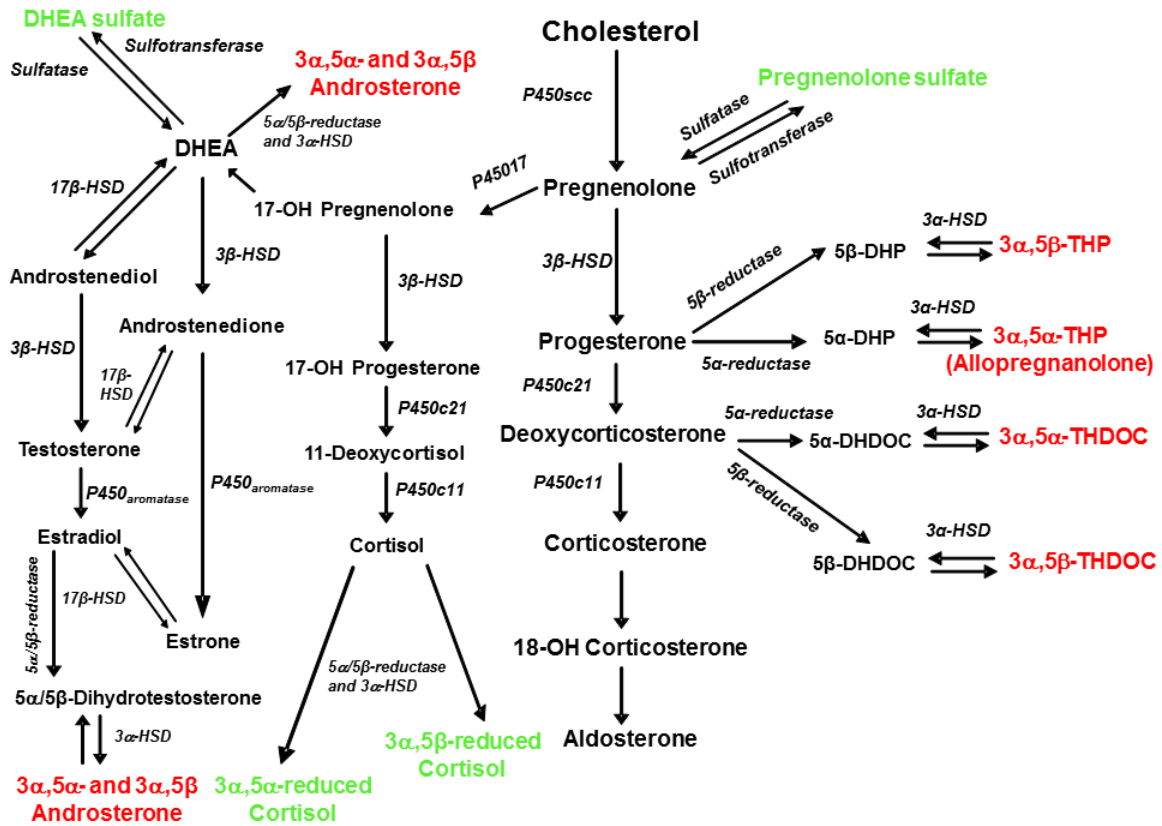 DHEA sulfate
Sulfotransferase
Sulfatase
3α,5α- and 3α,5β
Androsterone
5α/5β-reductase
and 3α-HSD
DHEA
17β-HSD
3β-HSD
Androstenediol
3β-HSD
Androstenedione
17β-
HSD
Testosterone
P450aromatase
P450aromatase
Estradiol
5α/5β-reductase
17β-HSD
Estrone
5α/5β-Dihydrotestosterone
3α-HSD
3α,5α- and 3α,5β
Androsterone
P45017
17-OH Pregnenolone
3β-HSD
17-OH Progesterone
P450c21
11-Deoxycortisol
P450c11
Cortisol
5α/5β-reductase
and 3α-HSD
3α,5α-reduced
Cortisol
3α,5β-reduced
Cortisol
Cholesterol
P450scc
Pregnenolone sulfate
Sulfatase
Sulfotransferase
Pregnenolone
3β-HSD
Progesterone
5β-reductase
5β-DHP
3α-HSD
3α,5β-THP
5α-reductase
5α-DHP
3α-HSD
3α,5α-THP
(Allopregnanolone)
P450c21
Deoxycorticosterone
5α-reductase
5α-DHDOC
3α-HSD
3α,5α-THDOC
5β-reductase
5β-DHDOC
3α-HSD
3α,5β-THDOC
P450c11
Corticosterone
18-OH Corticosterone
Aldosterone